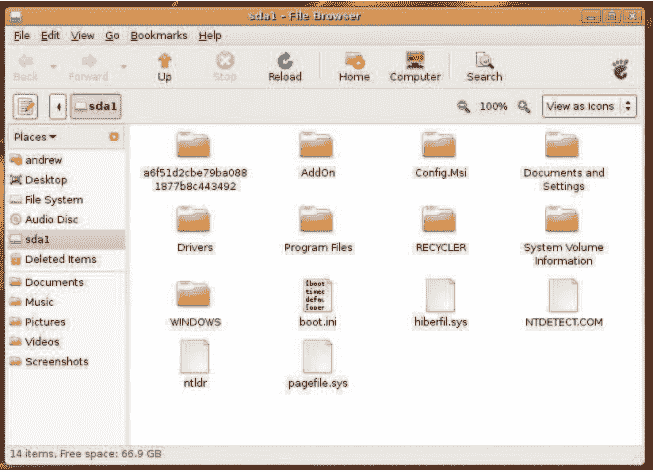 sda1 - File Browser
File Edit View Go Bookmarks Help
Back Forward Up Stop Reload Home Computer Search
sda1 100% View as Icons
Places
andrew
Desktop
File System
Audio Disc
sda1
Deleted Items
Documents
Music
Pictures
Videos
Screenshots
a6f51d2cbe79ba088
1877b8c443492
AddOn
Config.Msi
Documents and
Settings
Drivers
Program Files
RECYCLER
System Volume
Information
WINDOWS
boot.ini
hiberfil.sys
NTDETECT.COM
ntldr
pagefile.sys
14 items, Free space: 66.9 GB